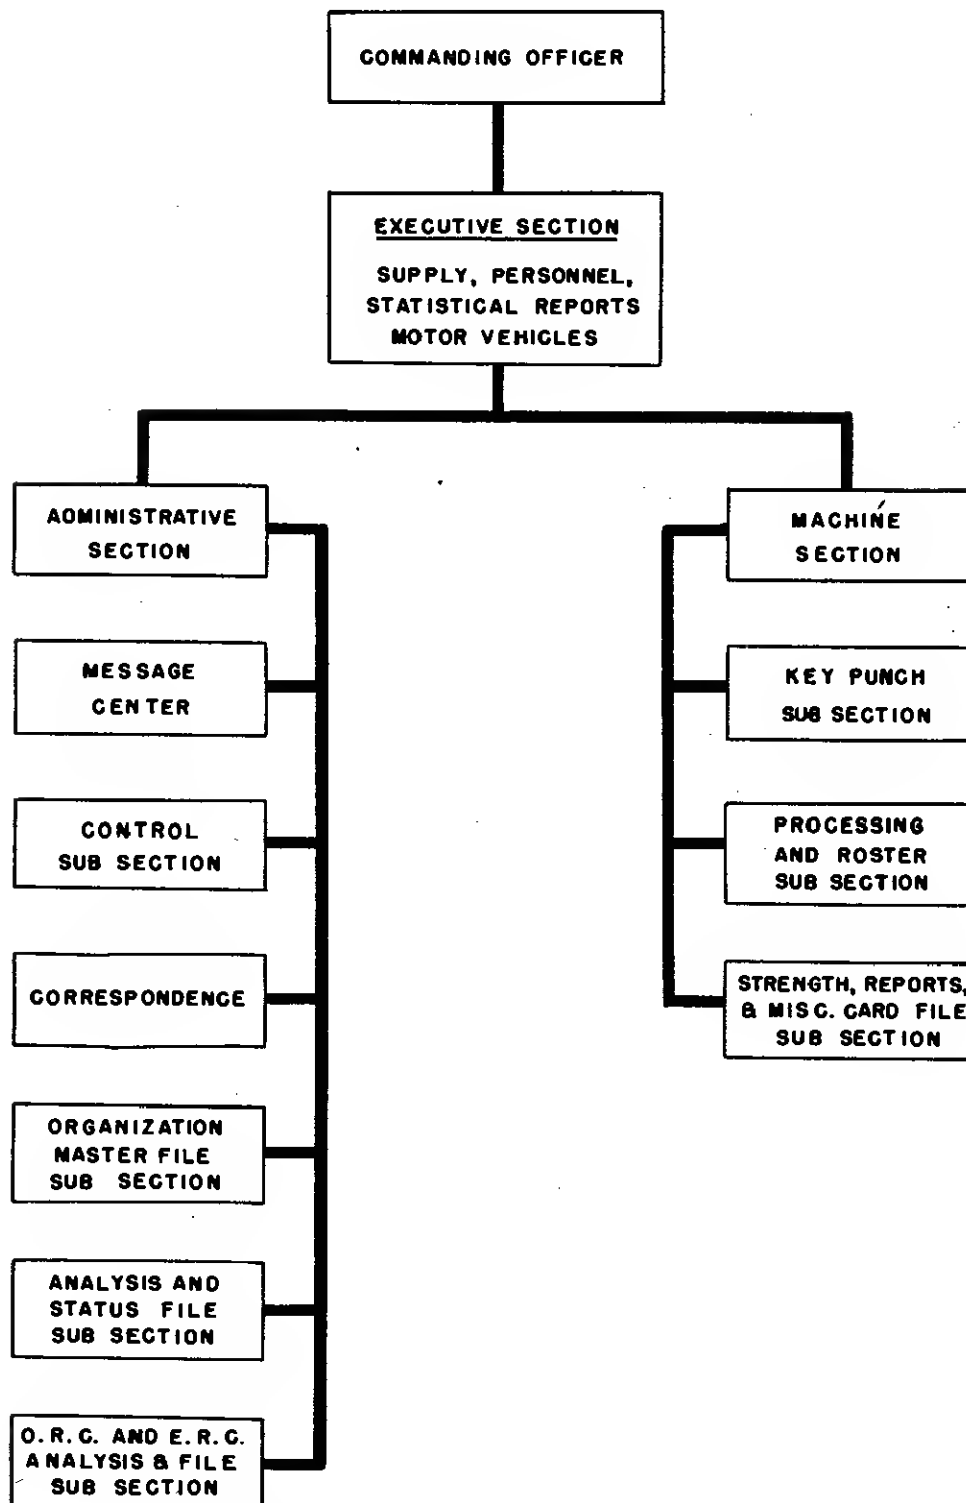 COMMANDING OFFICER
EXECUTIVE SECTION
SUPPLY, PERSONNEL,
STATISTICAL REPORTS
MOTOR VEHICLES
ADMINISTRATIVE
SECTION
MESSAGE
CENTER
CONTROL
SUB SECTION
CORRESPONDENCE
ORGANIZATION
MASTER FILE
SUB SECTION
ANALYSIS AND
STATUS FILE
SUB SECTION
O.R.C. AND E.R.C.
ANALYSIS & FILE
SUB SECTION
MACHINE
SECTION
KEY PUNCH
SUB SECTION
PROCESSING
AND ROSTER
SUB SECTION
STRENGTH, REPORTS,
& MISC. CARD FILE
SUB SECTION